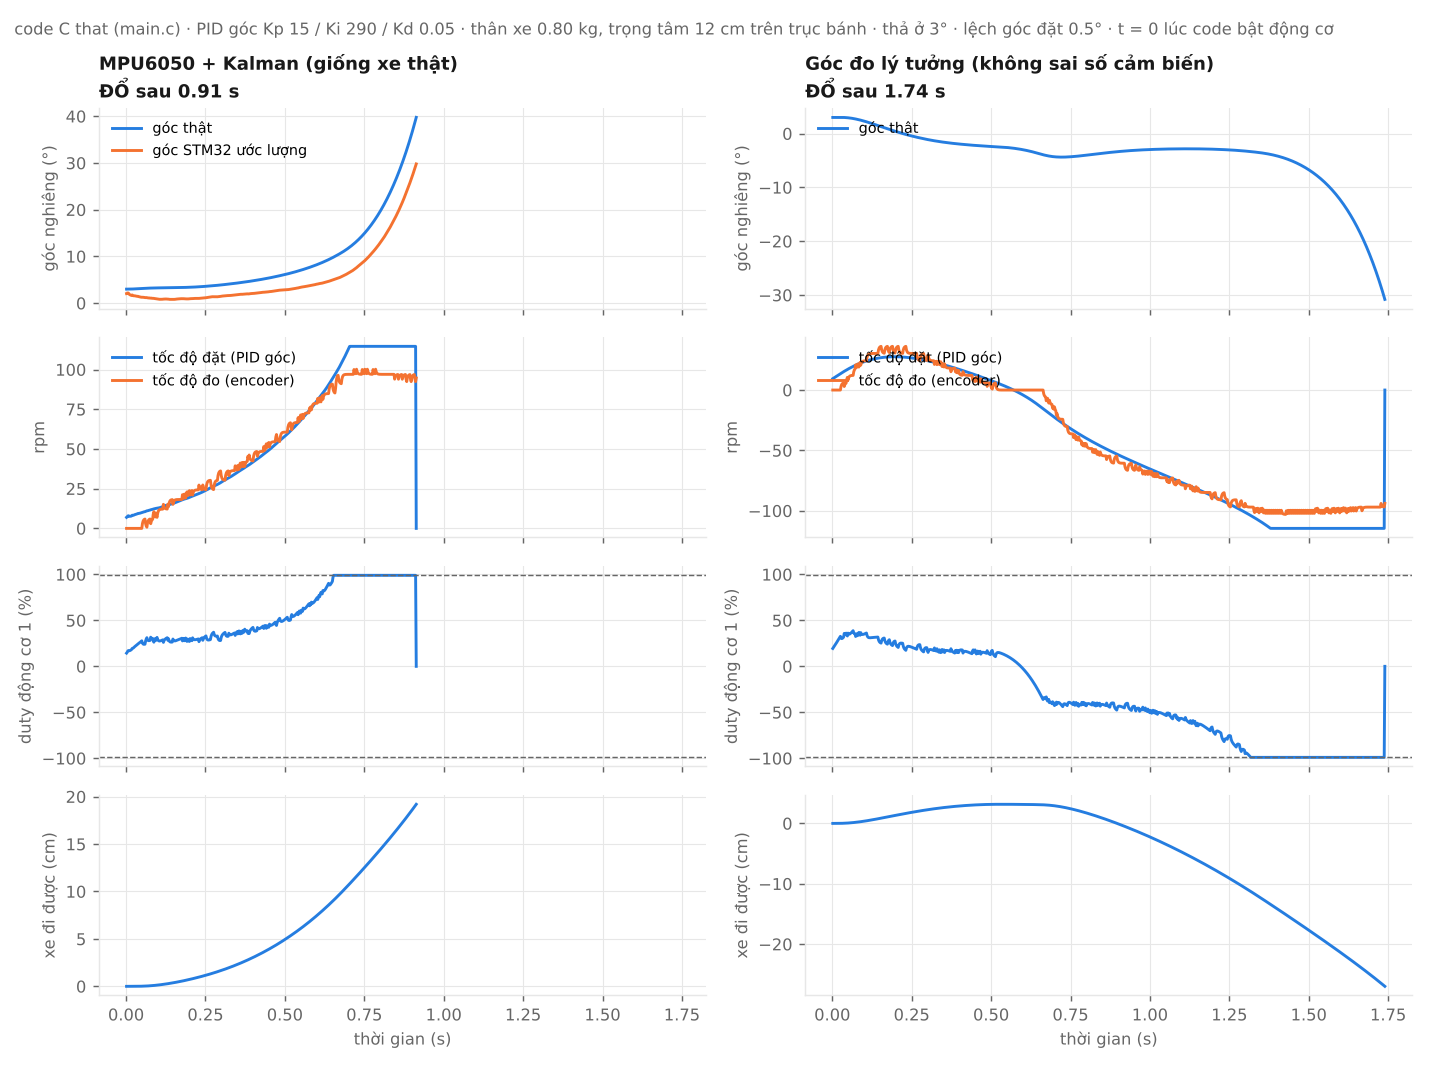 code C that (main.c) · PID góc Kp 15 / Ki 290 / Kd 0.05 · thân xe 0.80 kg, trọng tâm 12 cm trên trục bánh · thả ở 3° · lệch góc đặt 0.5° · t = 0 lúc code bật động cơ
MPU6050 + Kalman (giống xe thật)
ĐỔ sau 0.91 s
góc nghiêng (°)
40
30
20
10
0
góc thật
góc STM32 ước lượng
Góc đo lý tưởng (không sai số cảm biến)
ĐỔ sau 1.74 s
góc nghiêng (°)
0
−10
−20
−30
góc thật
rpm
100
75
50
25
0
tốc độ đặt (PID góc)
tốc độ đo (encoder)
rpm
0
−50
−100
tốc độ đặt (PID góc)
tốc độ đo (encoder)
duty động cơ 1 (%)
100
50
0
−50
−100
duty động cơ 1 (%)
100
50
0
−50
−100
xe đi được (cm)
20
15
10
5
0
0.00 0.25 0.50 0.75 1.00 1.25 1.50 1.75
thời gian (s)
xe đi được (cm)
0
−10
−20
0.00 0.25 0.50 0.75 1.00 1.25 1.50 1.75
thời gian (s)